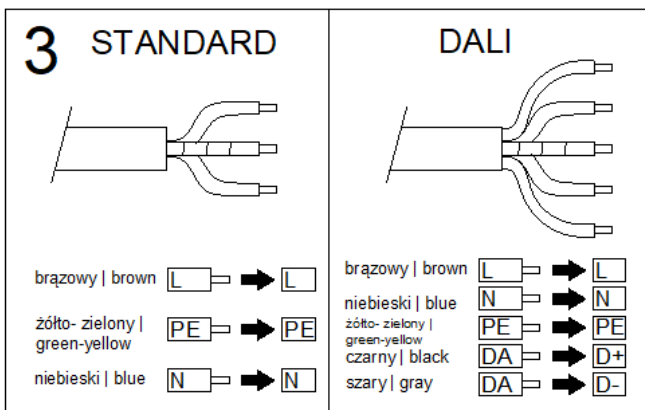 3 STANDARD
brązowy | brown L L
żółto- zielony |
green-yellow PE PE
niebieski | blue N N
DALI
brązowy | brown L L
niebieski | blue N N
żółto- zielony |
green-yellow PE PE
czarny | black DA D+
szary | gray DA D-